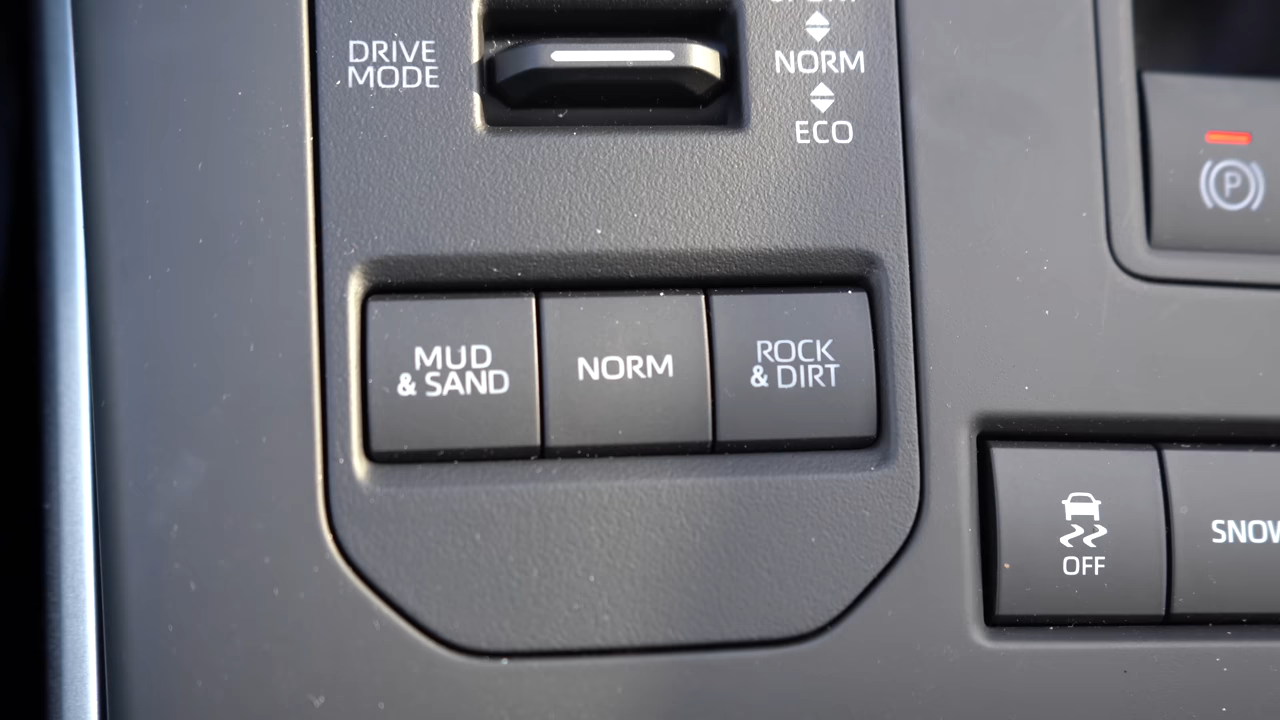 DRIVE
MODE
NORM
ECO
P
MUD
& SAND
NORM
ROCK
& DIRT
OFF